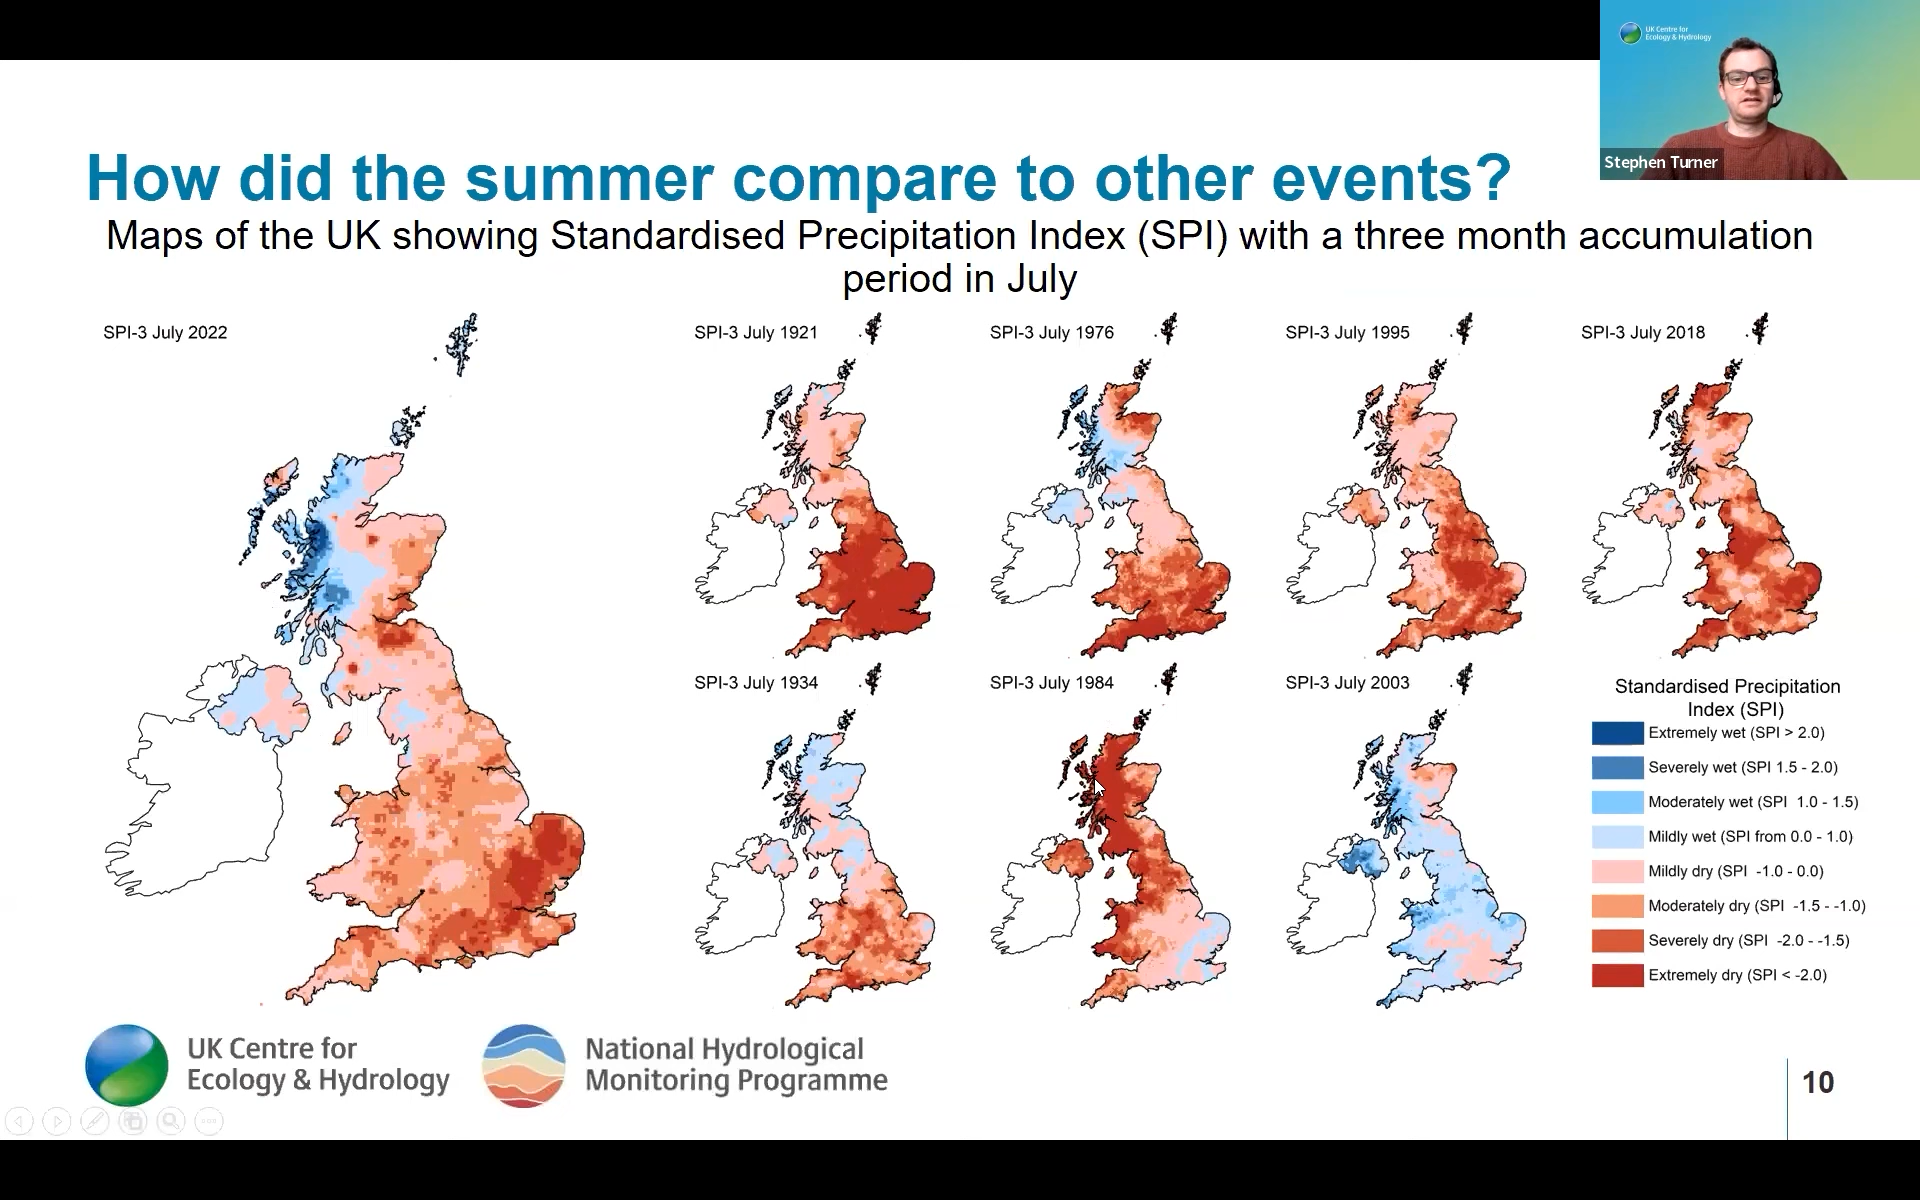 UK Centre for
Ecology & Hydrology
Stephen Turner
How did the summer compare to other events?
Maps of the UK showing Standardised Precipitation Index (SPI) with a three month accumulation
period in July
SPI-3 July 2022
SPI-3 July 1921
SPI-3 July 1976
SPI-3 July 1995
SPI-3 July 2018
SPI-3 July 1934
SPI-3 July 1984
SPI-3 July 2003
Standardised Precipitation
Index (SPI)
Extremely wet (SPI > 2.0)
Severely wet (SPI 1.5 - 2.0)
Moderately wet (SPI  1.0 - 1.5)
Mildly wet (SPI from 0.0 - 1.0)
Mildly dry (SPI  -1.0 - 0.0)
Moderately dry (SPI  -1.5 - -1.0)
Severely dry (SPI  -2.0 - -1.5)
Extremely dry (SPI < -2.0)
UK Centre for
Ecology & Hydrology
National Hydrological
Monitoring Programme
10